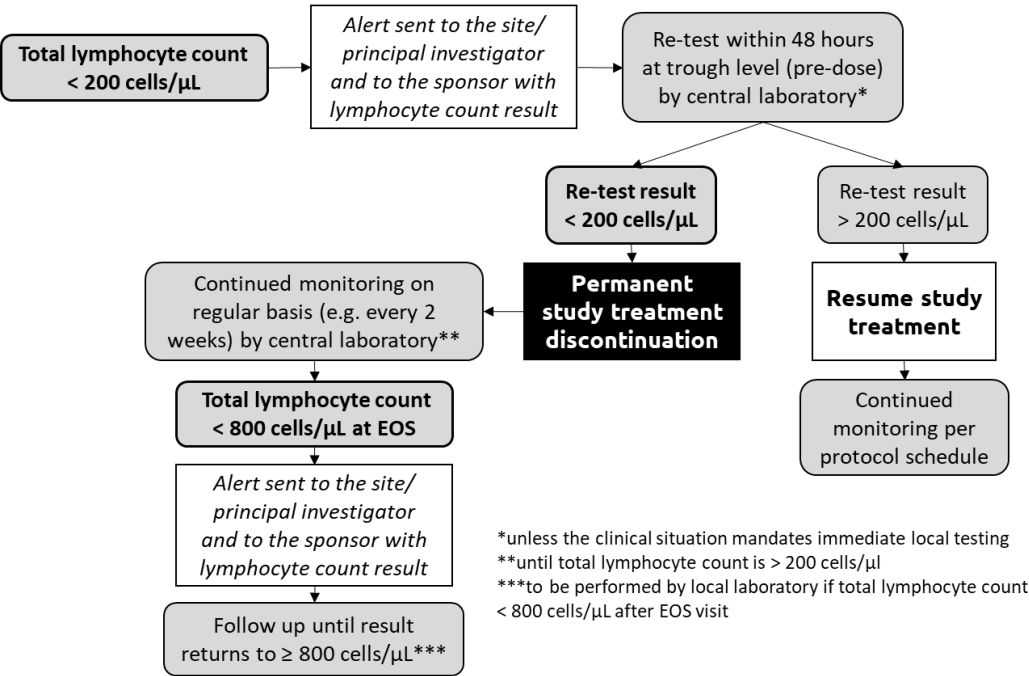 Total lymphocyte count
< 200 cells/µL
Alert sent to the site/
principal investigator
and to the sponsor with
lymphocyte count result
Re-test within 48 hours
at trough level (pre-dose)
by central laboratory*
Re-test result
< 200 cells/µL
Re-test result
> 200 cells/µL
Permanent
study treatment
discontinuation
Resume study
treatment
Continued monitoring on
regular basis (e.g. every 2
weeks) by central laboratory**
Continued
monitoring per
protocol schedule
Total lymphocyte count
< 800 cells/µL at EOS
Alert sent to the site/
principal investigator
and to the sponsor with
lymphocyte count result
Follow up until result
returns to ≥ 800 cells/µL***
*unless the clinical situation mandates immediate local testing
**until total lymphocyte count is > 200 cells/µl
***to be performed by local laboratory if total lymphocyte count
< 800 cells/µL after EOS visit